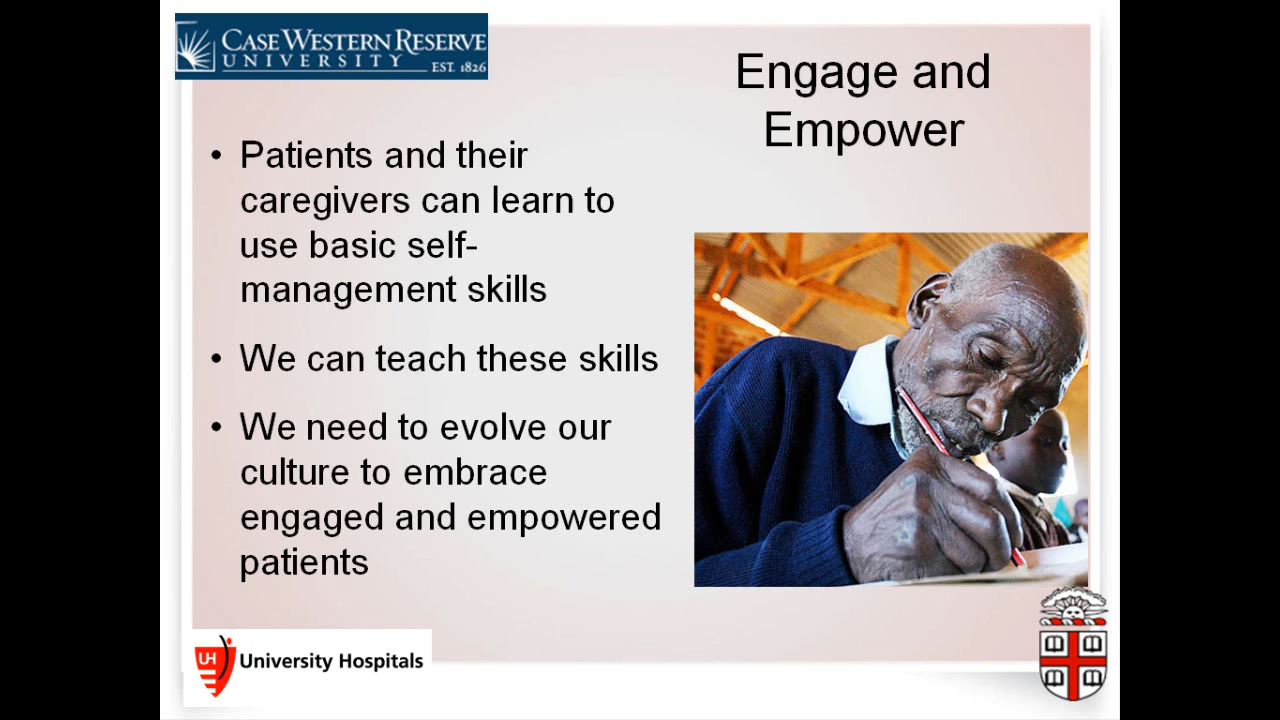 CASE WESTERN RESERVE
UNIVERSITY
EST. 1826
Engage and
Empower
• Patients and their
caregivers can learn to
use basic self-
management skills
• We can teach these skills
• We need to evolve our
culture to embrace
engaged and empowered
patients
UH
University Hospitals